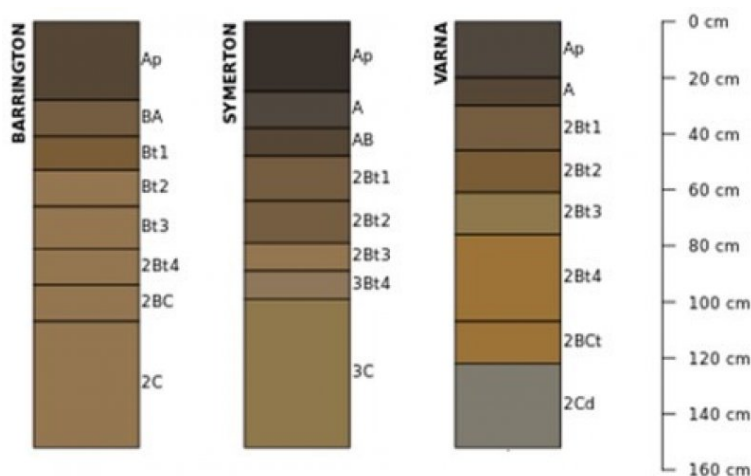 BARRINGTON
Ap
BA
Bt1
Bt2
Bt3
2Bt4
2BC
2C
SYMERTON
Ap
A
AB
2Bt1
2Bt2
2Bt3
3Bt4
3C
VARNA
Ap
A
2Bt1
2Bt2
2Bt3
2Bt4
2BCt
2Cd
0 cm
20 cm
40 cm
60 cm
80 cm
100 cm
120 cm
140 cm
160 cm